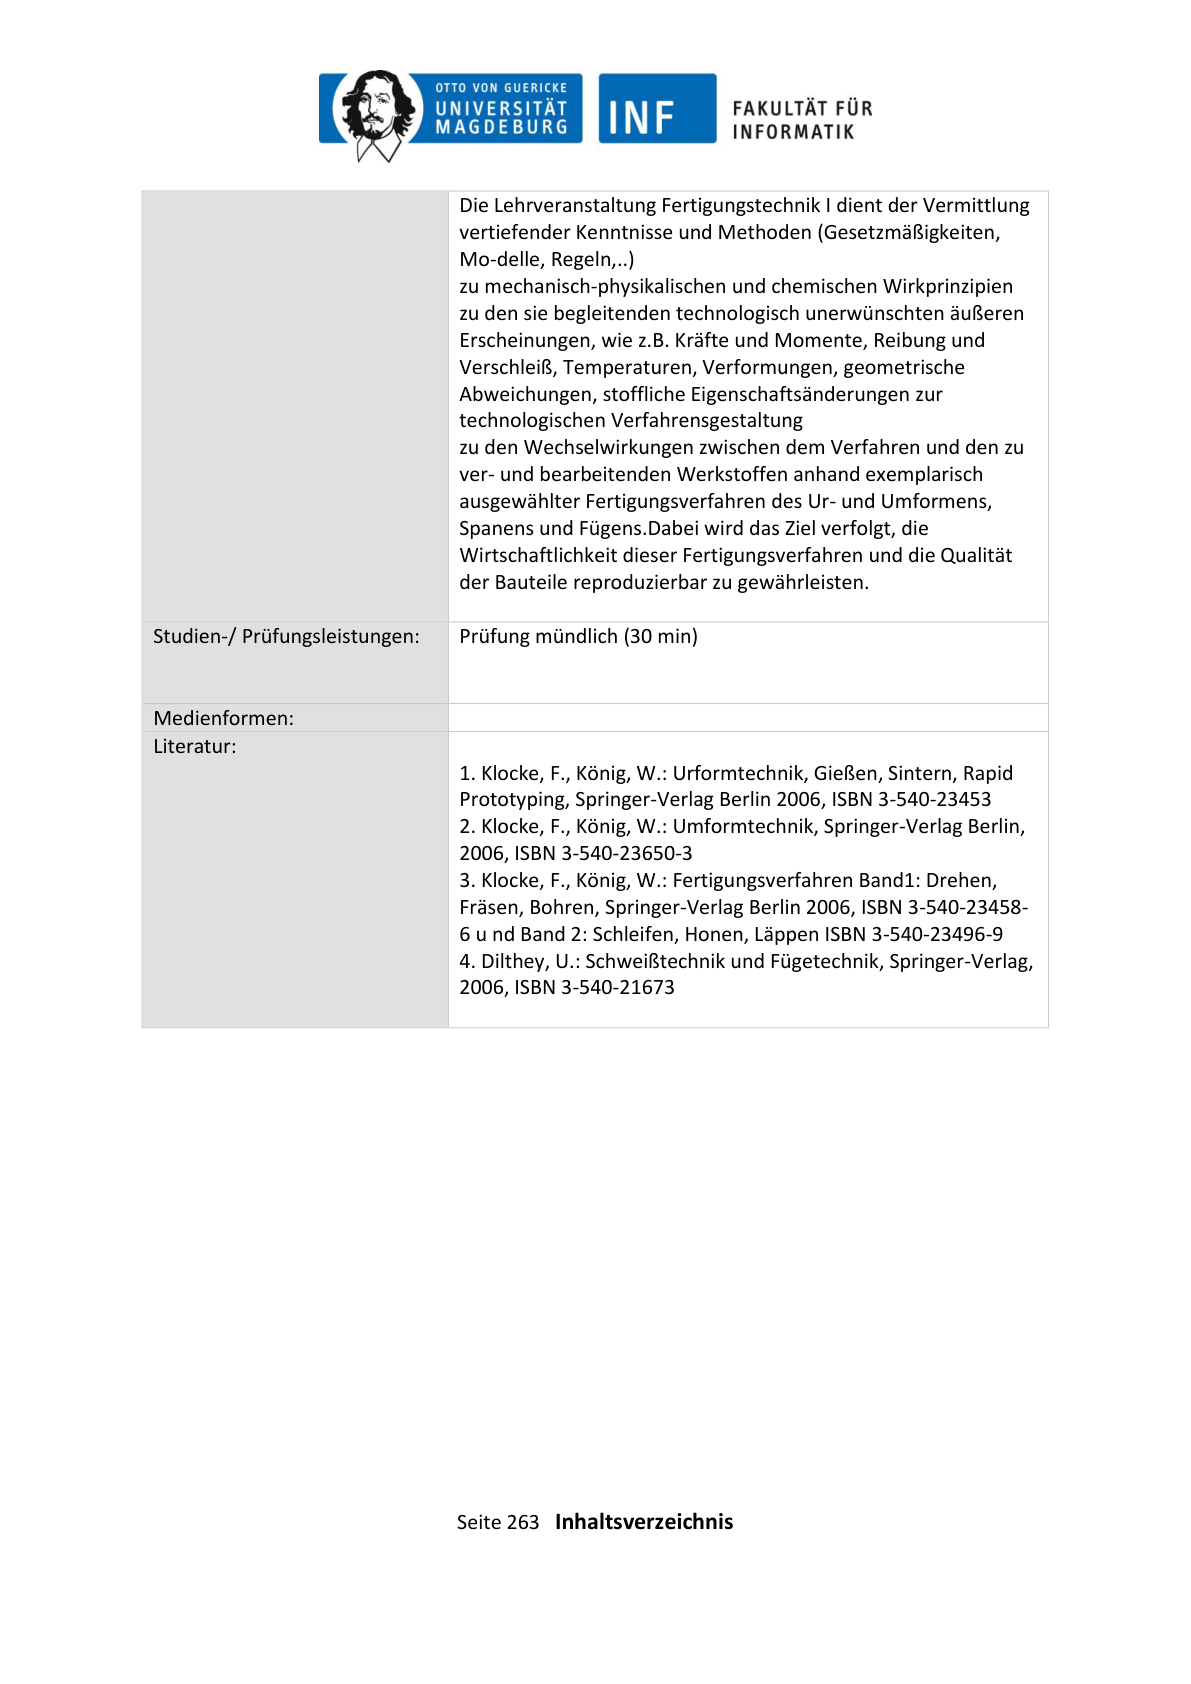 OTTO VON GUERICKE
UNIVERSITÄT
MAGDEBURG
INF
FAKULTÄT FÜR
INFORMATIK
Die Lehrveranstaltung Fertigungstechnik I dient der Vermittlung
vertiefender Kenntnisse und Methoden (Gesetzmäßigkeiten,
Mo-delle, Regeln,..)
zu mechanisch-physikalischen und chemischen Wirkprinzipien
zu den sie begleitenden technologisch unerwünschten äußeren
Erscheinungen, wie z.B. Kräfte und Momente, Reibung und
Verschleiß, Temperaturen, Verformungen, geometrische
Abweichungen, stoffliche Eigenschaftsänderungen zur
technologischen Verfahrensgestaltung
zu den Wechselwirkungen zwischen dem Verfahren und den zu
ver- und bearbeitenden Werkstoffen anhand exemplarisch
ausgewählter Fertigungsverfahren des Ur- und Umformens,
Spanens und Fügens.Dabei wird das Ziel verfolgt, die
Wirtschaftlichkeit dieser Fertigungsverfahren und die Qualität
der Bauteile reproduzierbar zu gewährleisten.
Studien-/ Prüfungsleistungen:
Prüfung mündlich (30 min)
Medienformen:
Literatur:
1. Klocke, F., König, W.: Urformtechnik, Gießen, Sintern, Rapid
Prototyping, Springer-Verlag Berlin 2006, ISBN 3-540-23453
2. Klocke, F., König, W.: Umformtechnik, Springer-Verlag Berlin,
2006, ISBN 3-540-23650-3
3. Klocke, F., König, W.: Fertigungsverfahren Band1: Drehen,
Fräsen, Bohren, Springer-Verlag Berlin 2006, ISBN 3-540-23458-
6 u nd Band 2: Schleifen, Honen, Läppen ISBN 3-540-23496-9
4. Dilthey, U.: Schweißtechnik und Fügetechnik, Springer-Verlag,
2006, ISBN 3-540-21673
Seite 263 Inhaltsverzeichnis